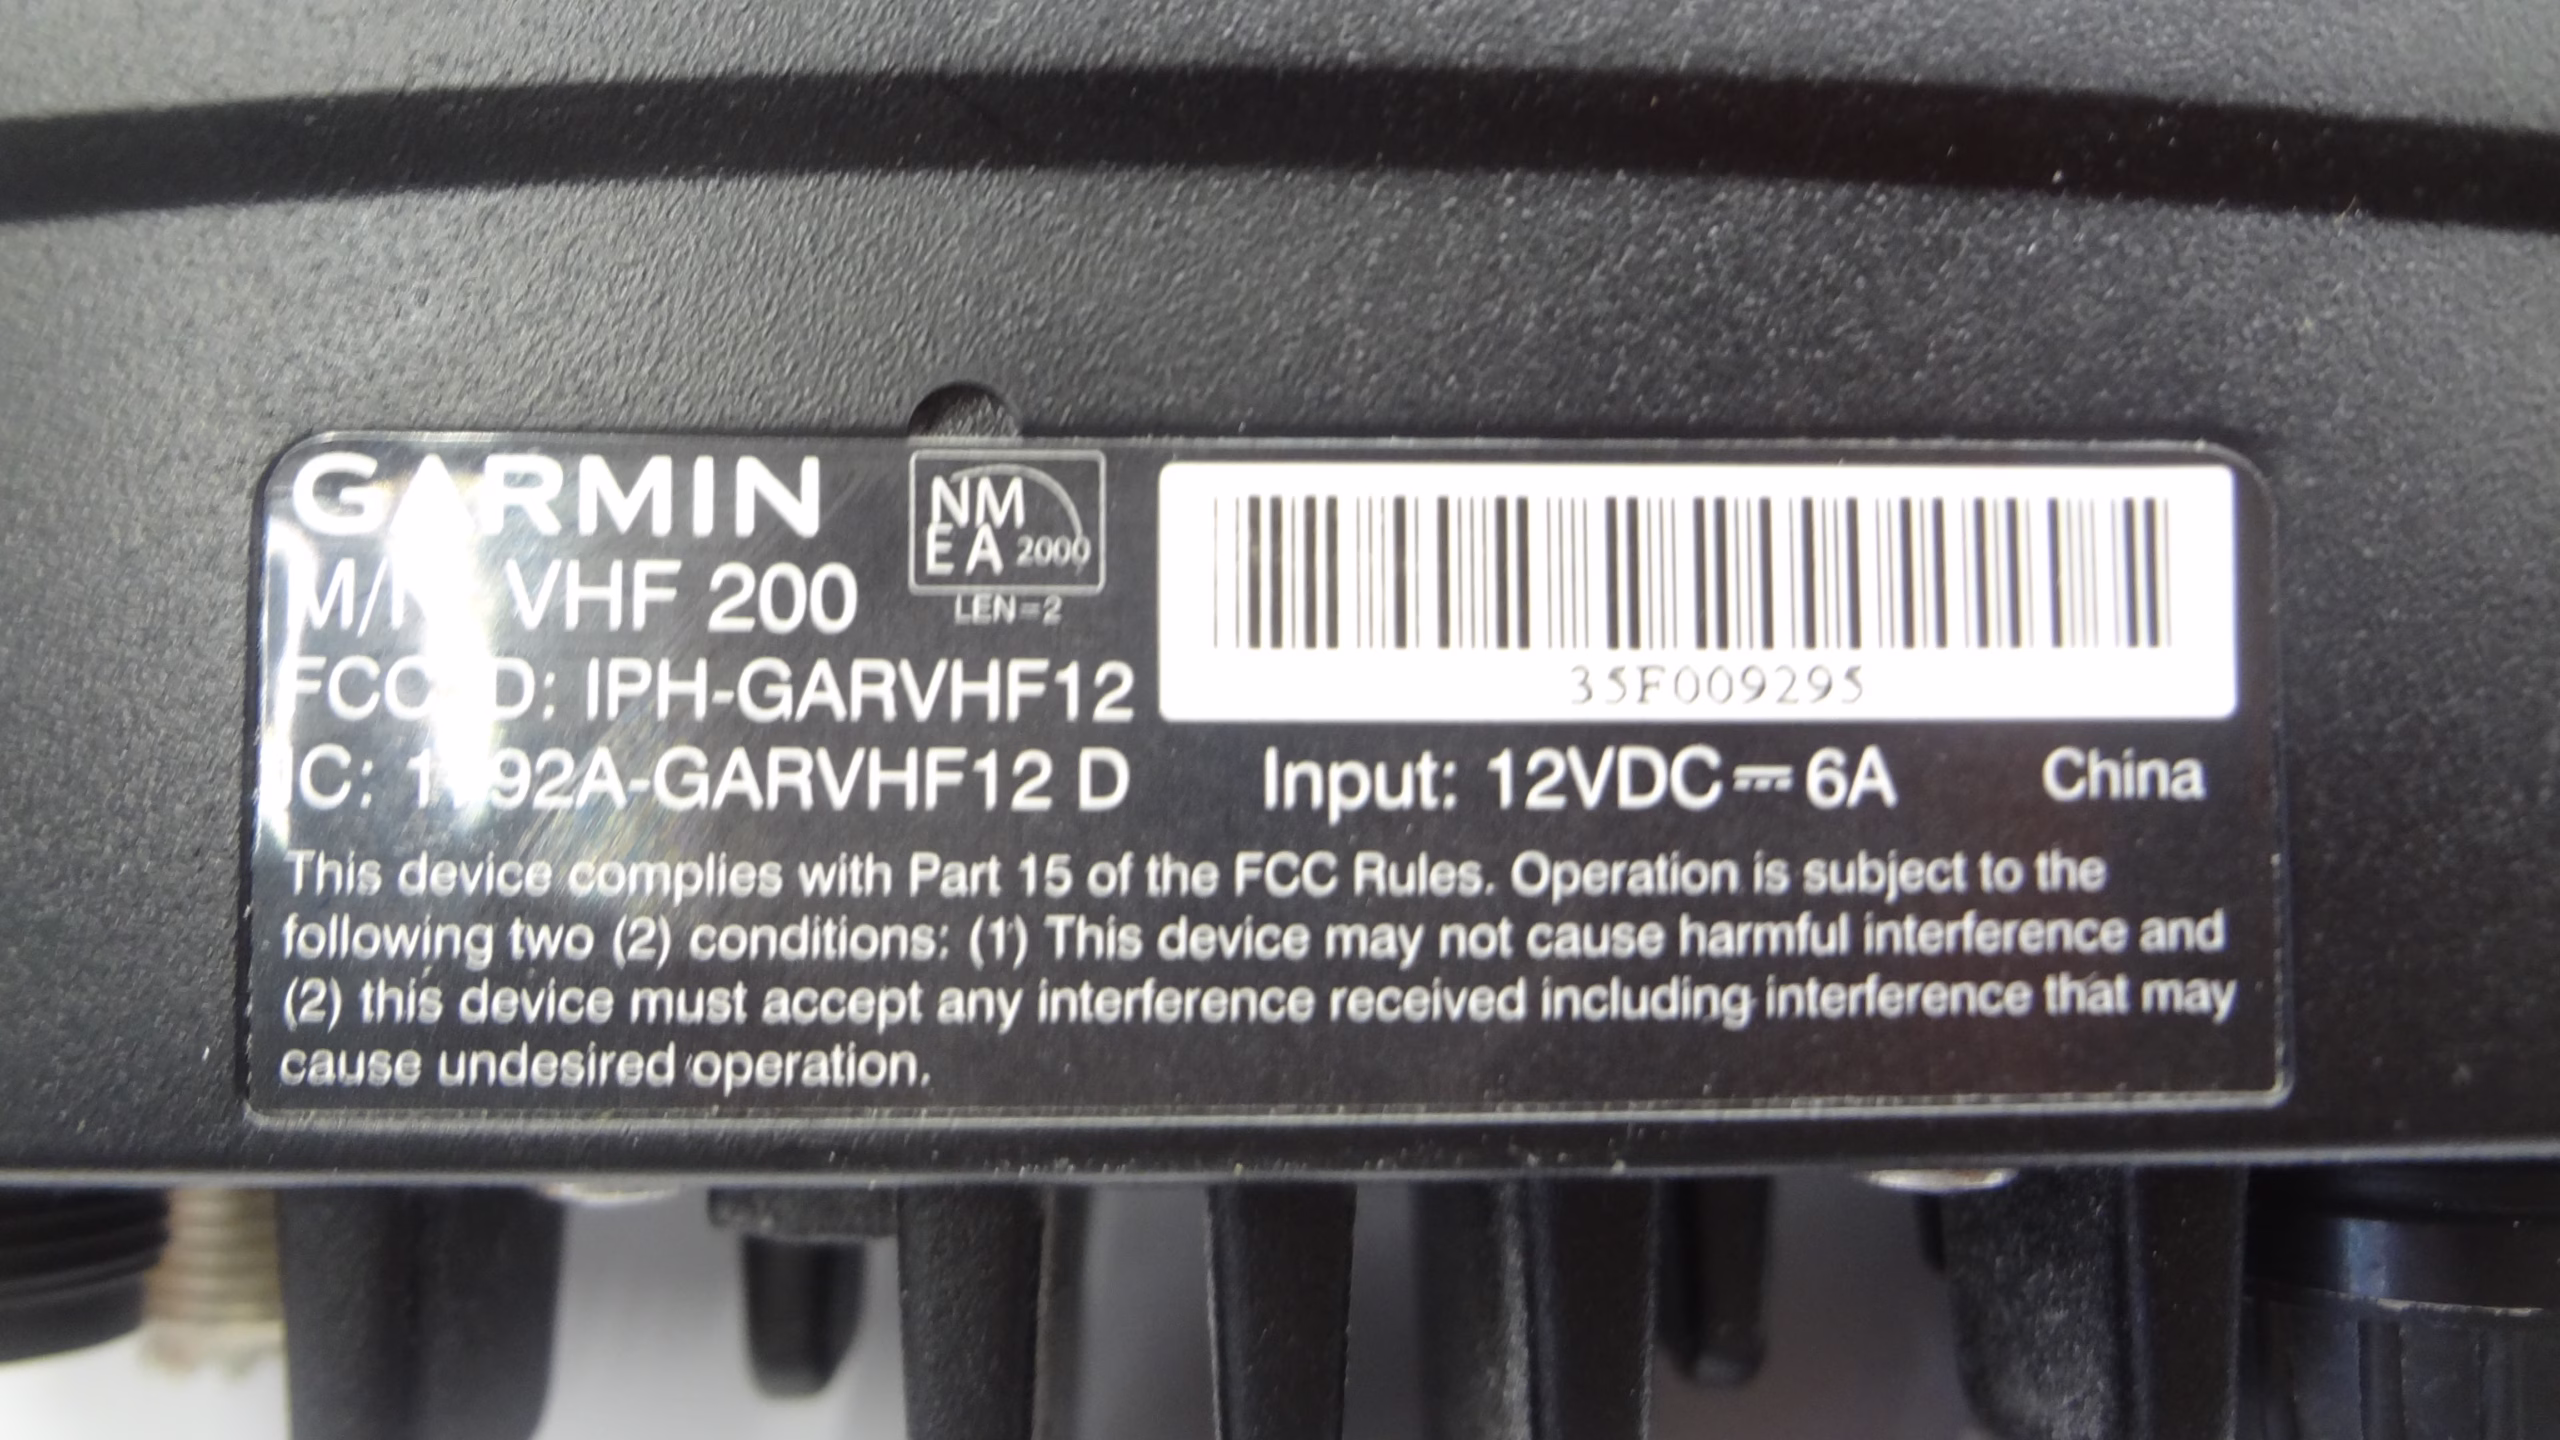 GARMIN
NMEA 2000
LEN=2
VHF 200
35F009295
IPH-GARVHF12
GARVHF12 D
Input: 12VDC⎓6A
China
This device complies with Part 15 of the FCC Rules. Operation is subject to the
following two (2) conditions: (1) This device may not cause harmful interference and
(2) this device must accept any interference received including interference that may
cause undesired operation.